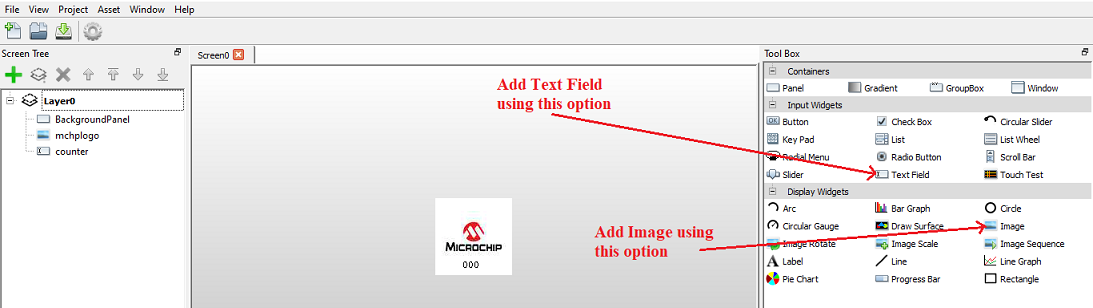 File View Project Asset Window Help
Screen Tree
Layer0
BackgroundPanel
mchplogo
counter
Screen0
Add Text Field
using this option
MICROCHIP
000
Add Image using
this option
Tool Box
Containers
Panel Gradient GroupBox Window
Input Widgets
Button Check Box Circular Slider
Key Pad List List Wheel
Radial Menu Radio Button Scroll Bar
Slider Text Field Touch Test
Display Widgets
Arc Bar Graph Circle
Circular Gauge Draw Surface Image
Image Rotate Image Scale Image Sequence
Label Line Line Graph
Pie Chart Progress Bar Rectangle